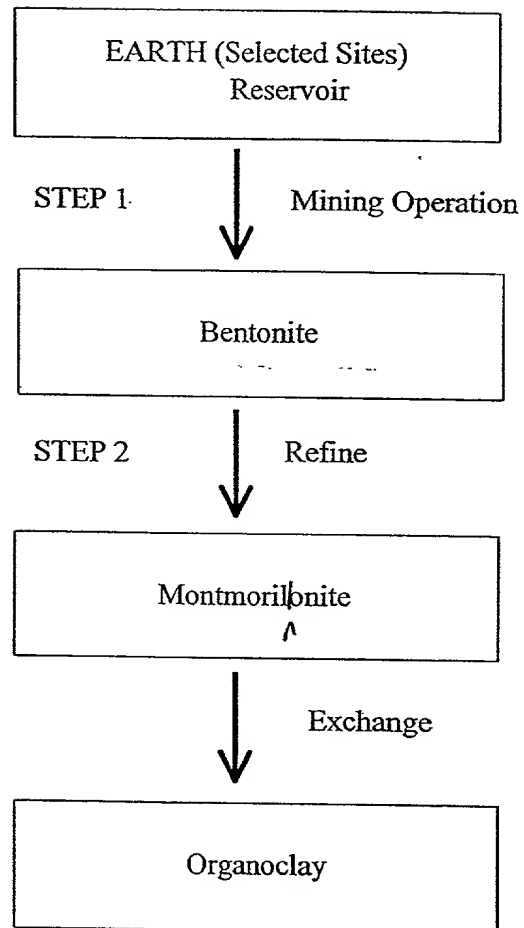 EARTH (Selected Sites)
Reservoir
STEP 1
Mining Operation
Bentonite
STEP 2
Refine
Montmorillonite
Exchange
Organoclay